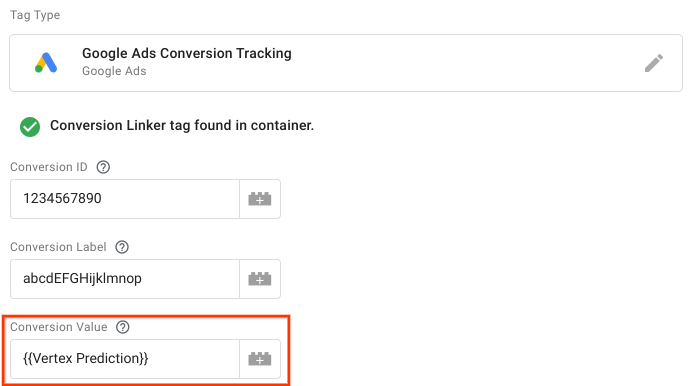 Tag Type
Google Ads Conversion Tracking
Google Ads
Conversion Linker tag found in container.
Conversion ID
1234567890
Conversion Label
abcdEFGHijklmnop
Conversion Value
{{Vertex Prediction}}